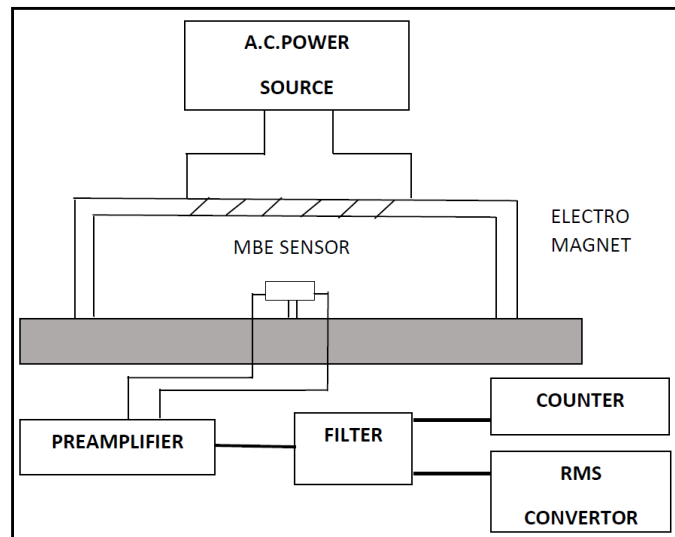 A.C.POWER
SOURCE
ELECTRO
MAGNET
MBE SENSOR
COUNTER
PREAMPLIFIER
FILTER
RMS
CONVERTOR